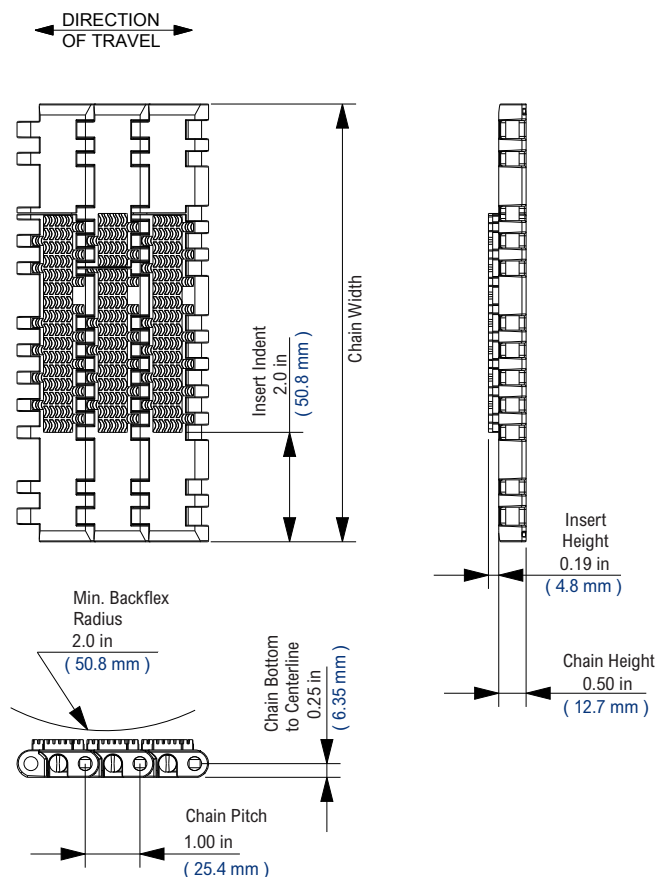 DIRECTION
OF TRAVEL
Chain Width
Insert Indent
2.0 in
( 50.8 mm )
Insert
Height
0.19 in
( 4.8 mm )
Min. Backflex
Radius
2.0 in
( 50.8 mm )
Chain Bottom
to Centerline
0.25 in
( 6.35 mm )
Chain Height
0.50 in
( 12.7 mm )
Chain Pitch
1.00 in
( 25.4 mm )